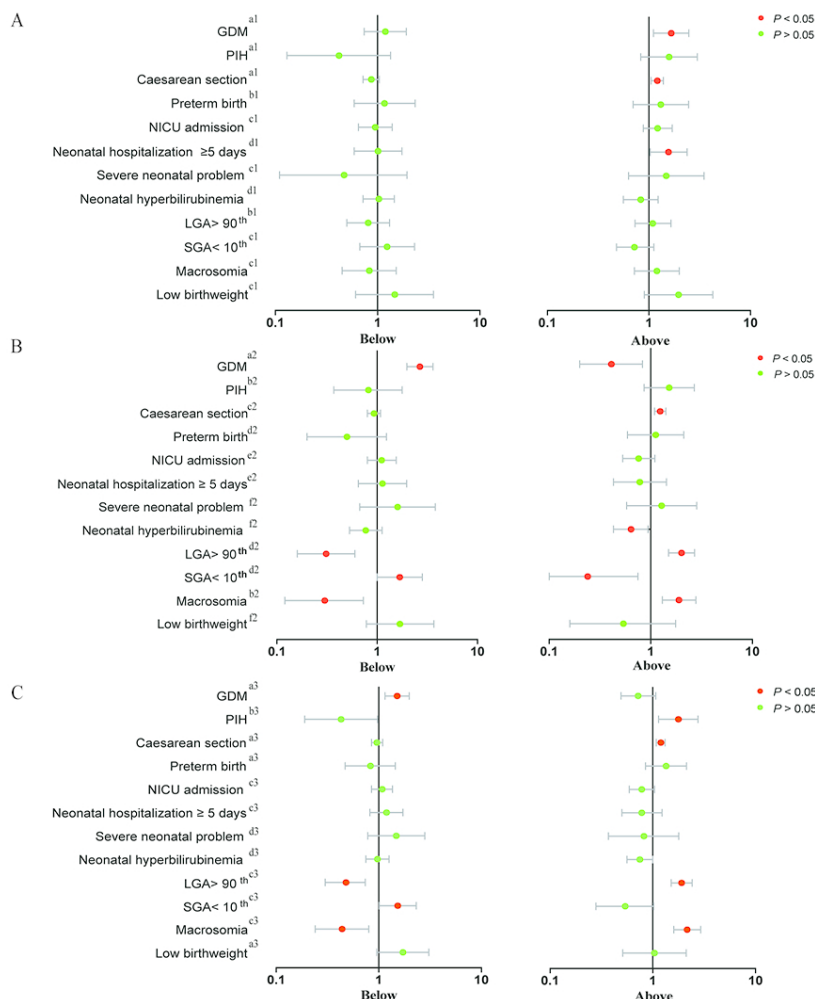 A
GDM a1
PIH a1
Caesarean section a1
Preterm birth b1
NICU admission c1
Neonatal hospitalization ≥5 days d1
Severe neonatal problem c1
Neonatal hyperbilirubinemia d1
LGA> 90th b1
SGA< 10th c1
Macrosomia c1
Low birthweight c1
0.1 1 10
Below
0.1 1 10
Above
P < 0.05
P > 0.05
B
GDM a2
PIH b2
Caesarean section c2
Preterm birth d2
NICU admission e2
Neonatal hospitalization ≥ 5 days e2
Severe neonatal problem f2
Neonatal hyperbilirubinemia f2
LGA> 90th d2
SGA< 10th d2
Macrosomia b2
Low birthweight f2
0.1 1 10
Below
0.1 1 10
Above
P < 0.05
P > 0.05
C
GDM a3
PIH b3
Caesarean section a3
Preterm birth a3
NICU admission c3
Neonatal hospitalization ≥ 5 days c3
Severe neonatal problem d3
Neonatal hyperbilirubinemia d3
LGA> 90th c3
SGA< 10th c3
Macrosomia c3
Low birthweight a3
0.1 1 10
Below
0.1 1 10
Above
P < 0.05
P > 0.05